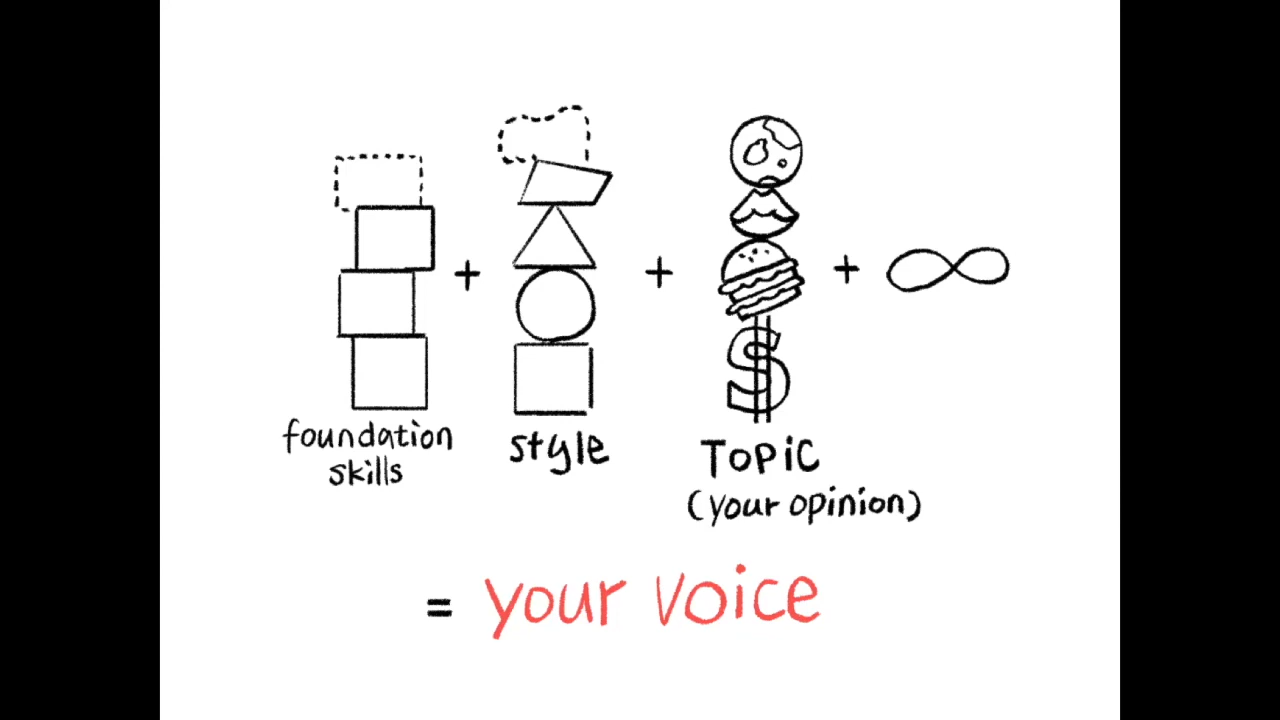 + + + ∞
foundation
skills
style
TOPIC
(your opinion)
= your voice